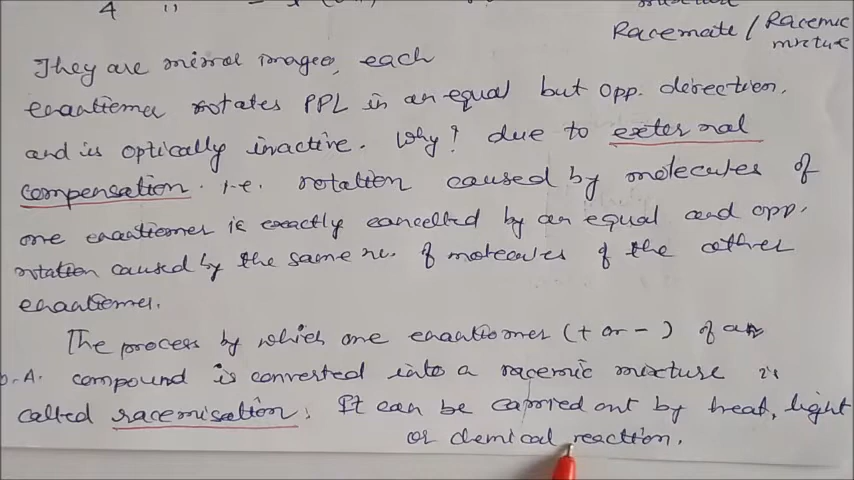 4 "
Racemate / Racemic
mixture
They are mirror images, each
enantiomer rotates PPL in an equal but opp. direction.
and is optically inactive. Why? due to external
compensation. i.e. rotation caused by molecules of
one enantiomer is exactly cancelled by an equal and opp.
rotation caused by the same no. of molecules of the other
enantiomer.
The process by which one enantiomer (+ or -) of an
O.A. compound is converted into a racemic mixture is
called racemisation. It can be carried out by heat, light
or chemical reaction.